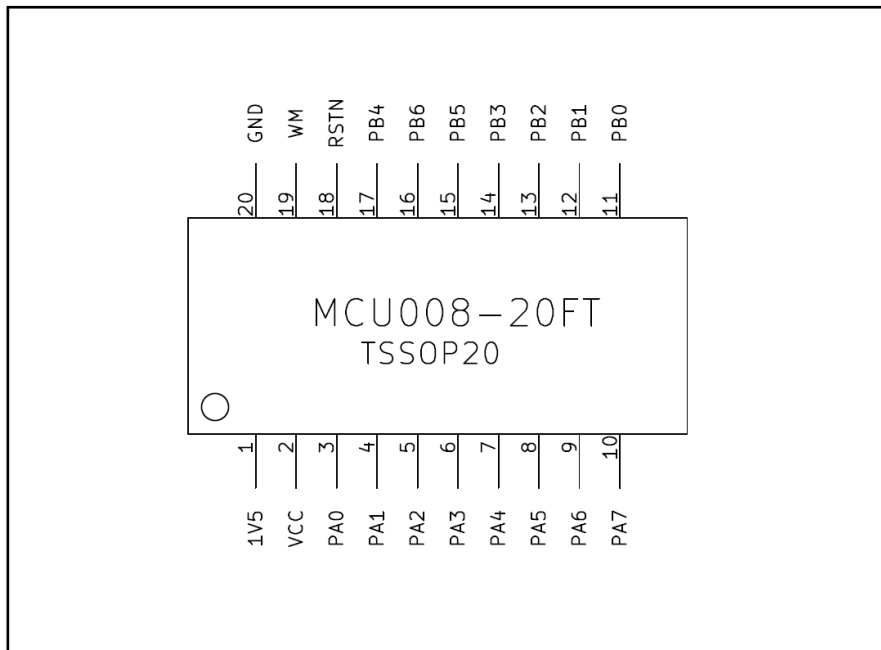 GND WM RSTN PB4 PB6 PB5 PB3 PB2 PB1 PB0
20 19 18 17 16 15 14 13 12 11
MCU008-20FT
TSSOP20
1 2 3 4 5 6 7 8 9 10
1V5 VCC PA0 PA1 PA2 PA3 PA4 PA5 PA6 PA7